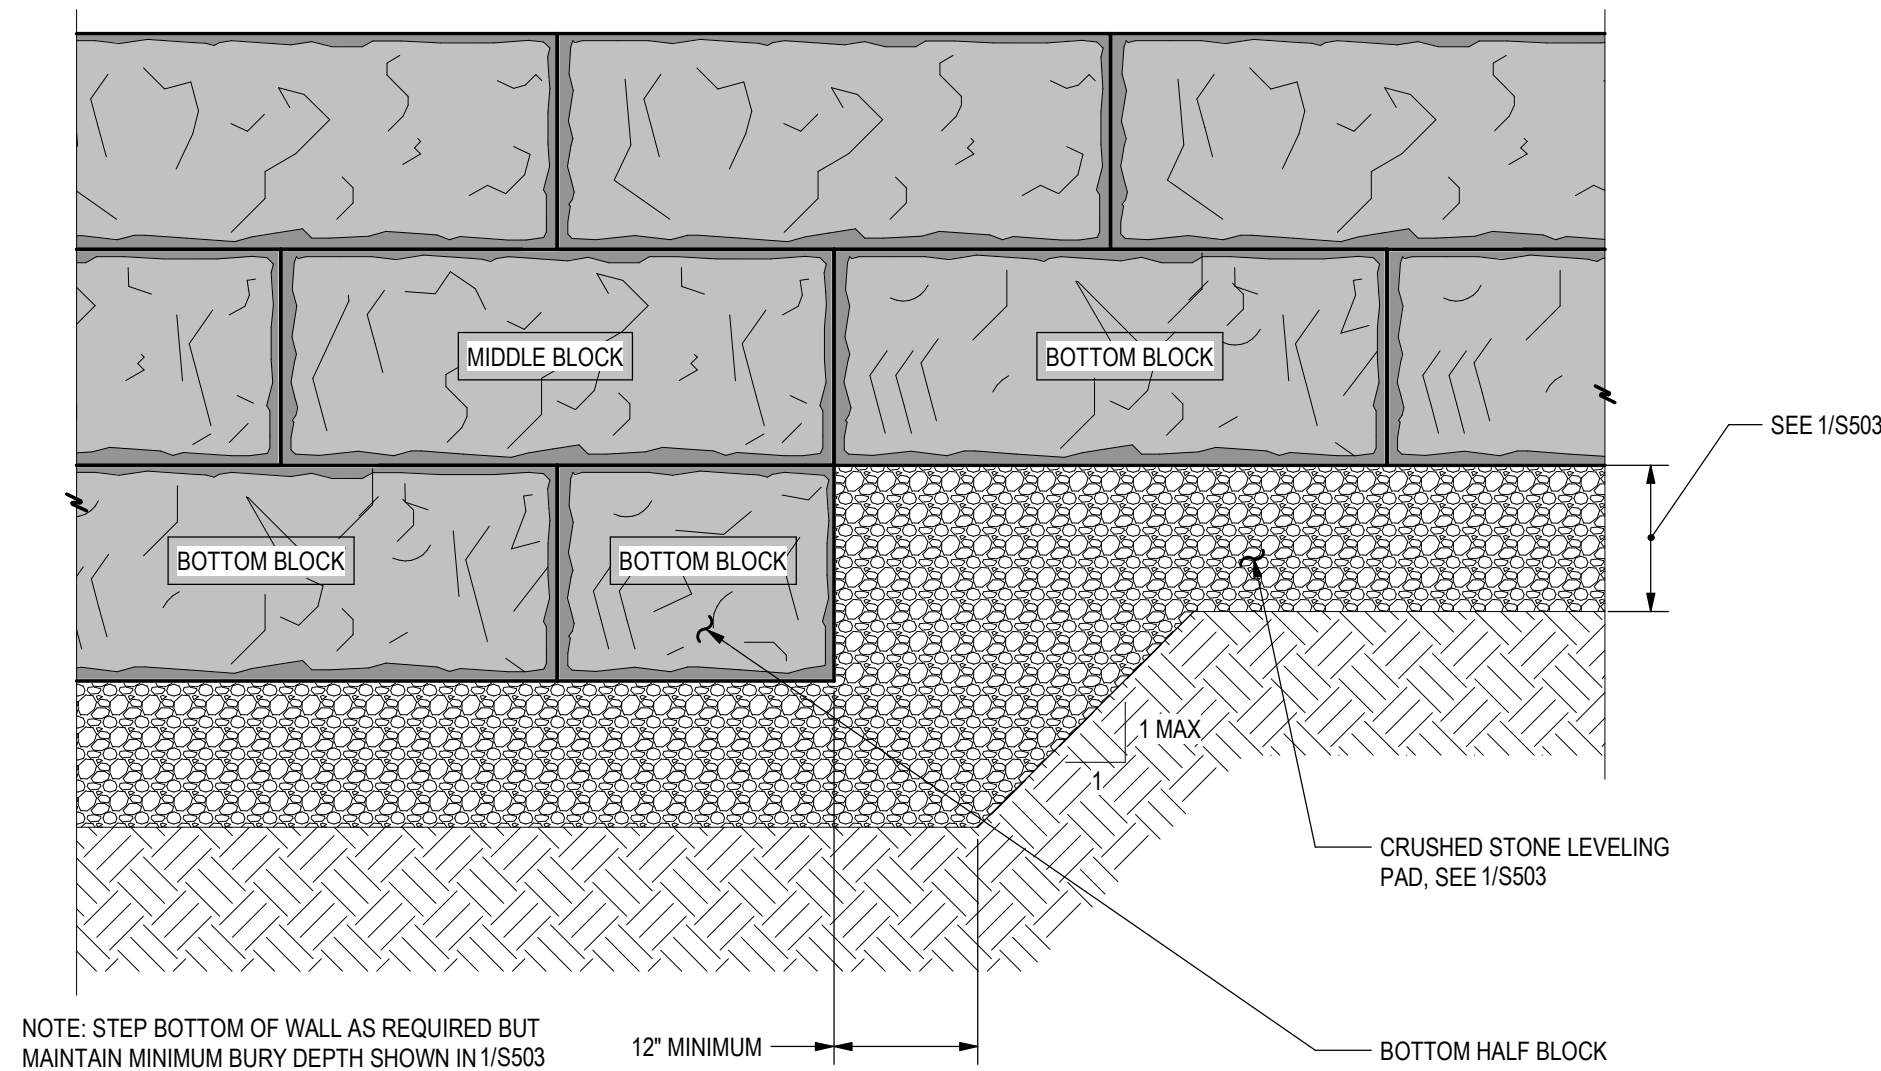 MIDDLE BLOCK
BOTTOM BLOCK
SEE 1/S503
BOTTOM BLOCK
BOTTOM BLOCK
1 MAX
1
CRUSHED STONE LEVELING
PAD, SEE 1/S503
NOTE: STEP BOTTOM OF WALL AS REQUIRED BUT
MAINTAIN MINIMUM BURY DEPTH SHOWN IN 1/S503
12" MINIMUM
BOTTOM HALF BLOCK